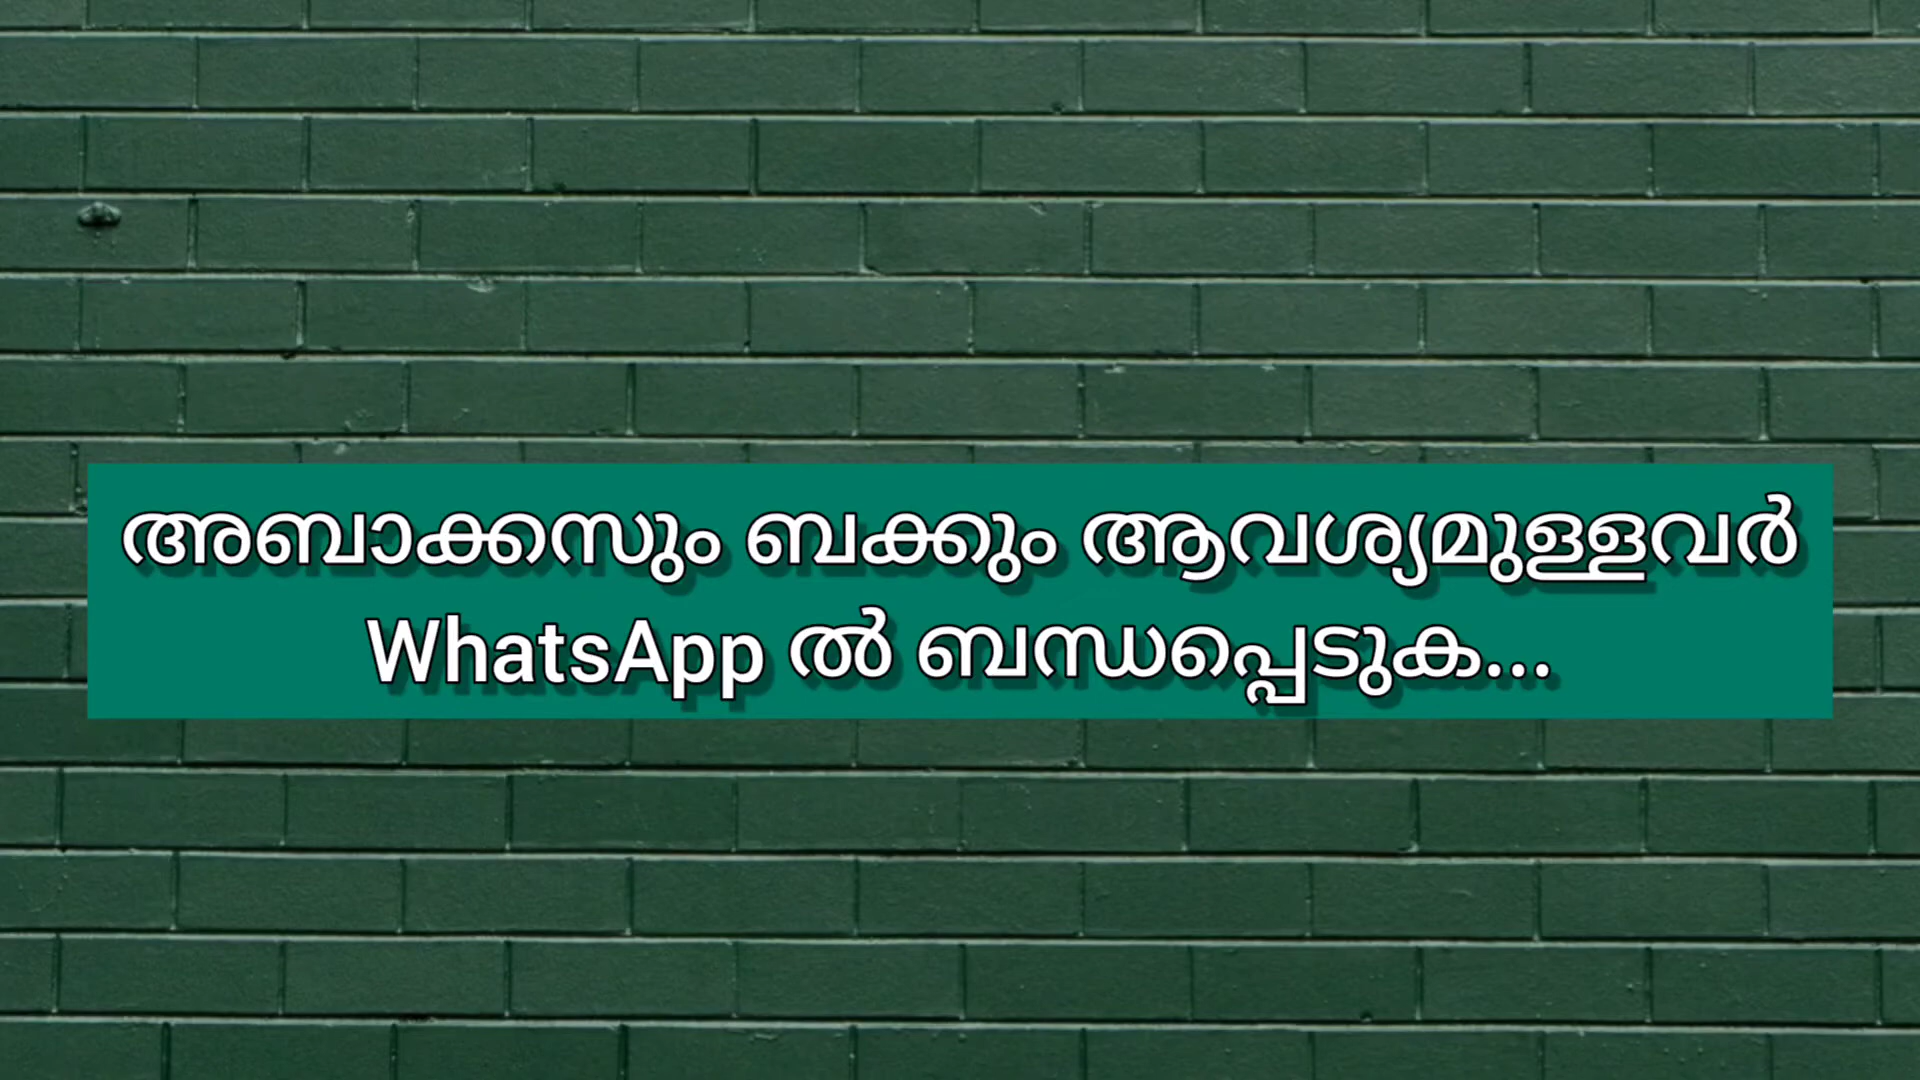 അബാക്കസും ബക്കും ആവശ്യമുള്ളവർ
WhatsApp ൽ ബന്ധപ്പെടുക...